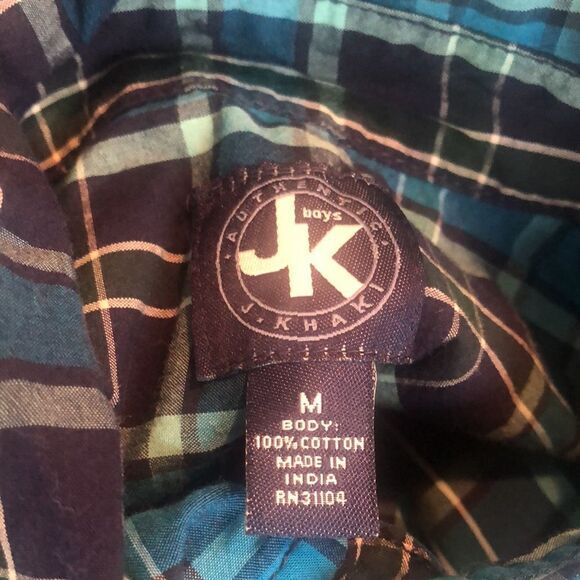 AUTHENTIC
boys
JK
J. KHAKI
M
BODY:
100% COTTON
MADE IN
INDIA
RN31104